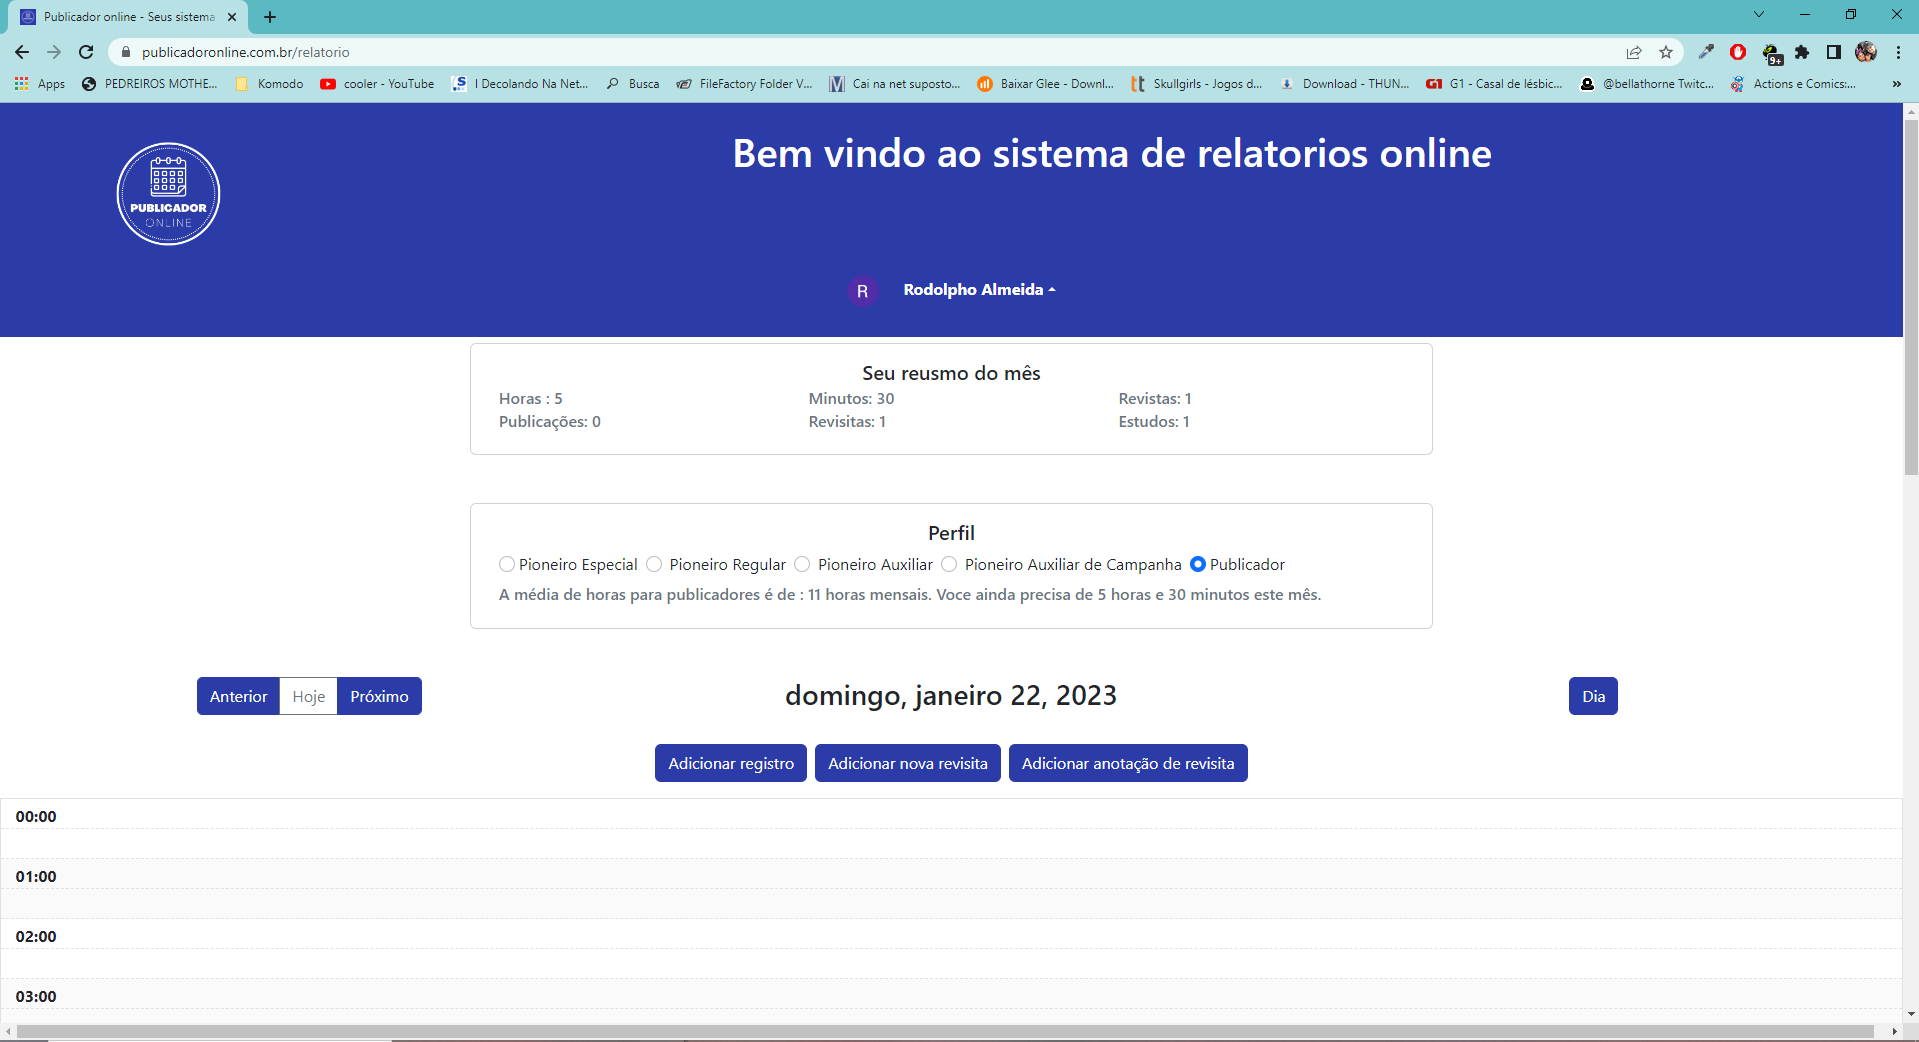 Publicador online - Seus sistema
publicadoronline.com.br/relatorio
9+
Apps
PEDREIROS MOTHE...
Komodo
cooler - YouTube
I Decolando Na Net...
Busca
FileFactory Folder V...
Cai na net suposto...
Baixar Glee - Downl...
Skullgirls - Jogos d...
Download - THUN...
G1 - Casal de lésbic...
@bellathorne Twitc...
Actions e Comics:...
»
Bem vindo ao sistema de relatorios online
PUBLICADOR
ONLINE
R
Rodolpho Almeida
Seu reusmo do mês
Horas : 5
Minutos: 30
Revistas: 1
Publicações: 0
Revisitas: 1
Estudos: 1
Perfil
Pioneiro Especial
Pioneiro Regular
Pioneiro Auxiliar
Pioneiro Auxiliar de Campanha
Publicador
A média de horas para publicadores é de : 11 horas mensais. Voce ainda precisa de 5 horas e 30 minutos este mês.
Anterior
Hoje
Próximo
domingo, janeiro 22, 2023
Dia
Adicionar registro
Adicionar nova revisita
Adicionar anotação de revisita
00:00
01:00
02:00
03:00